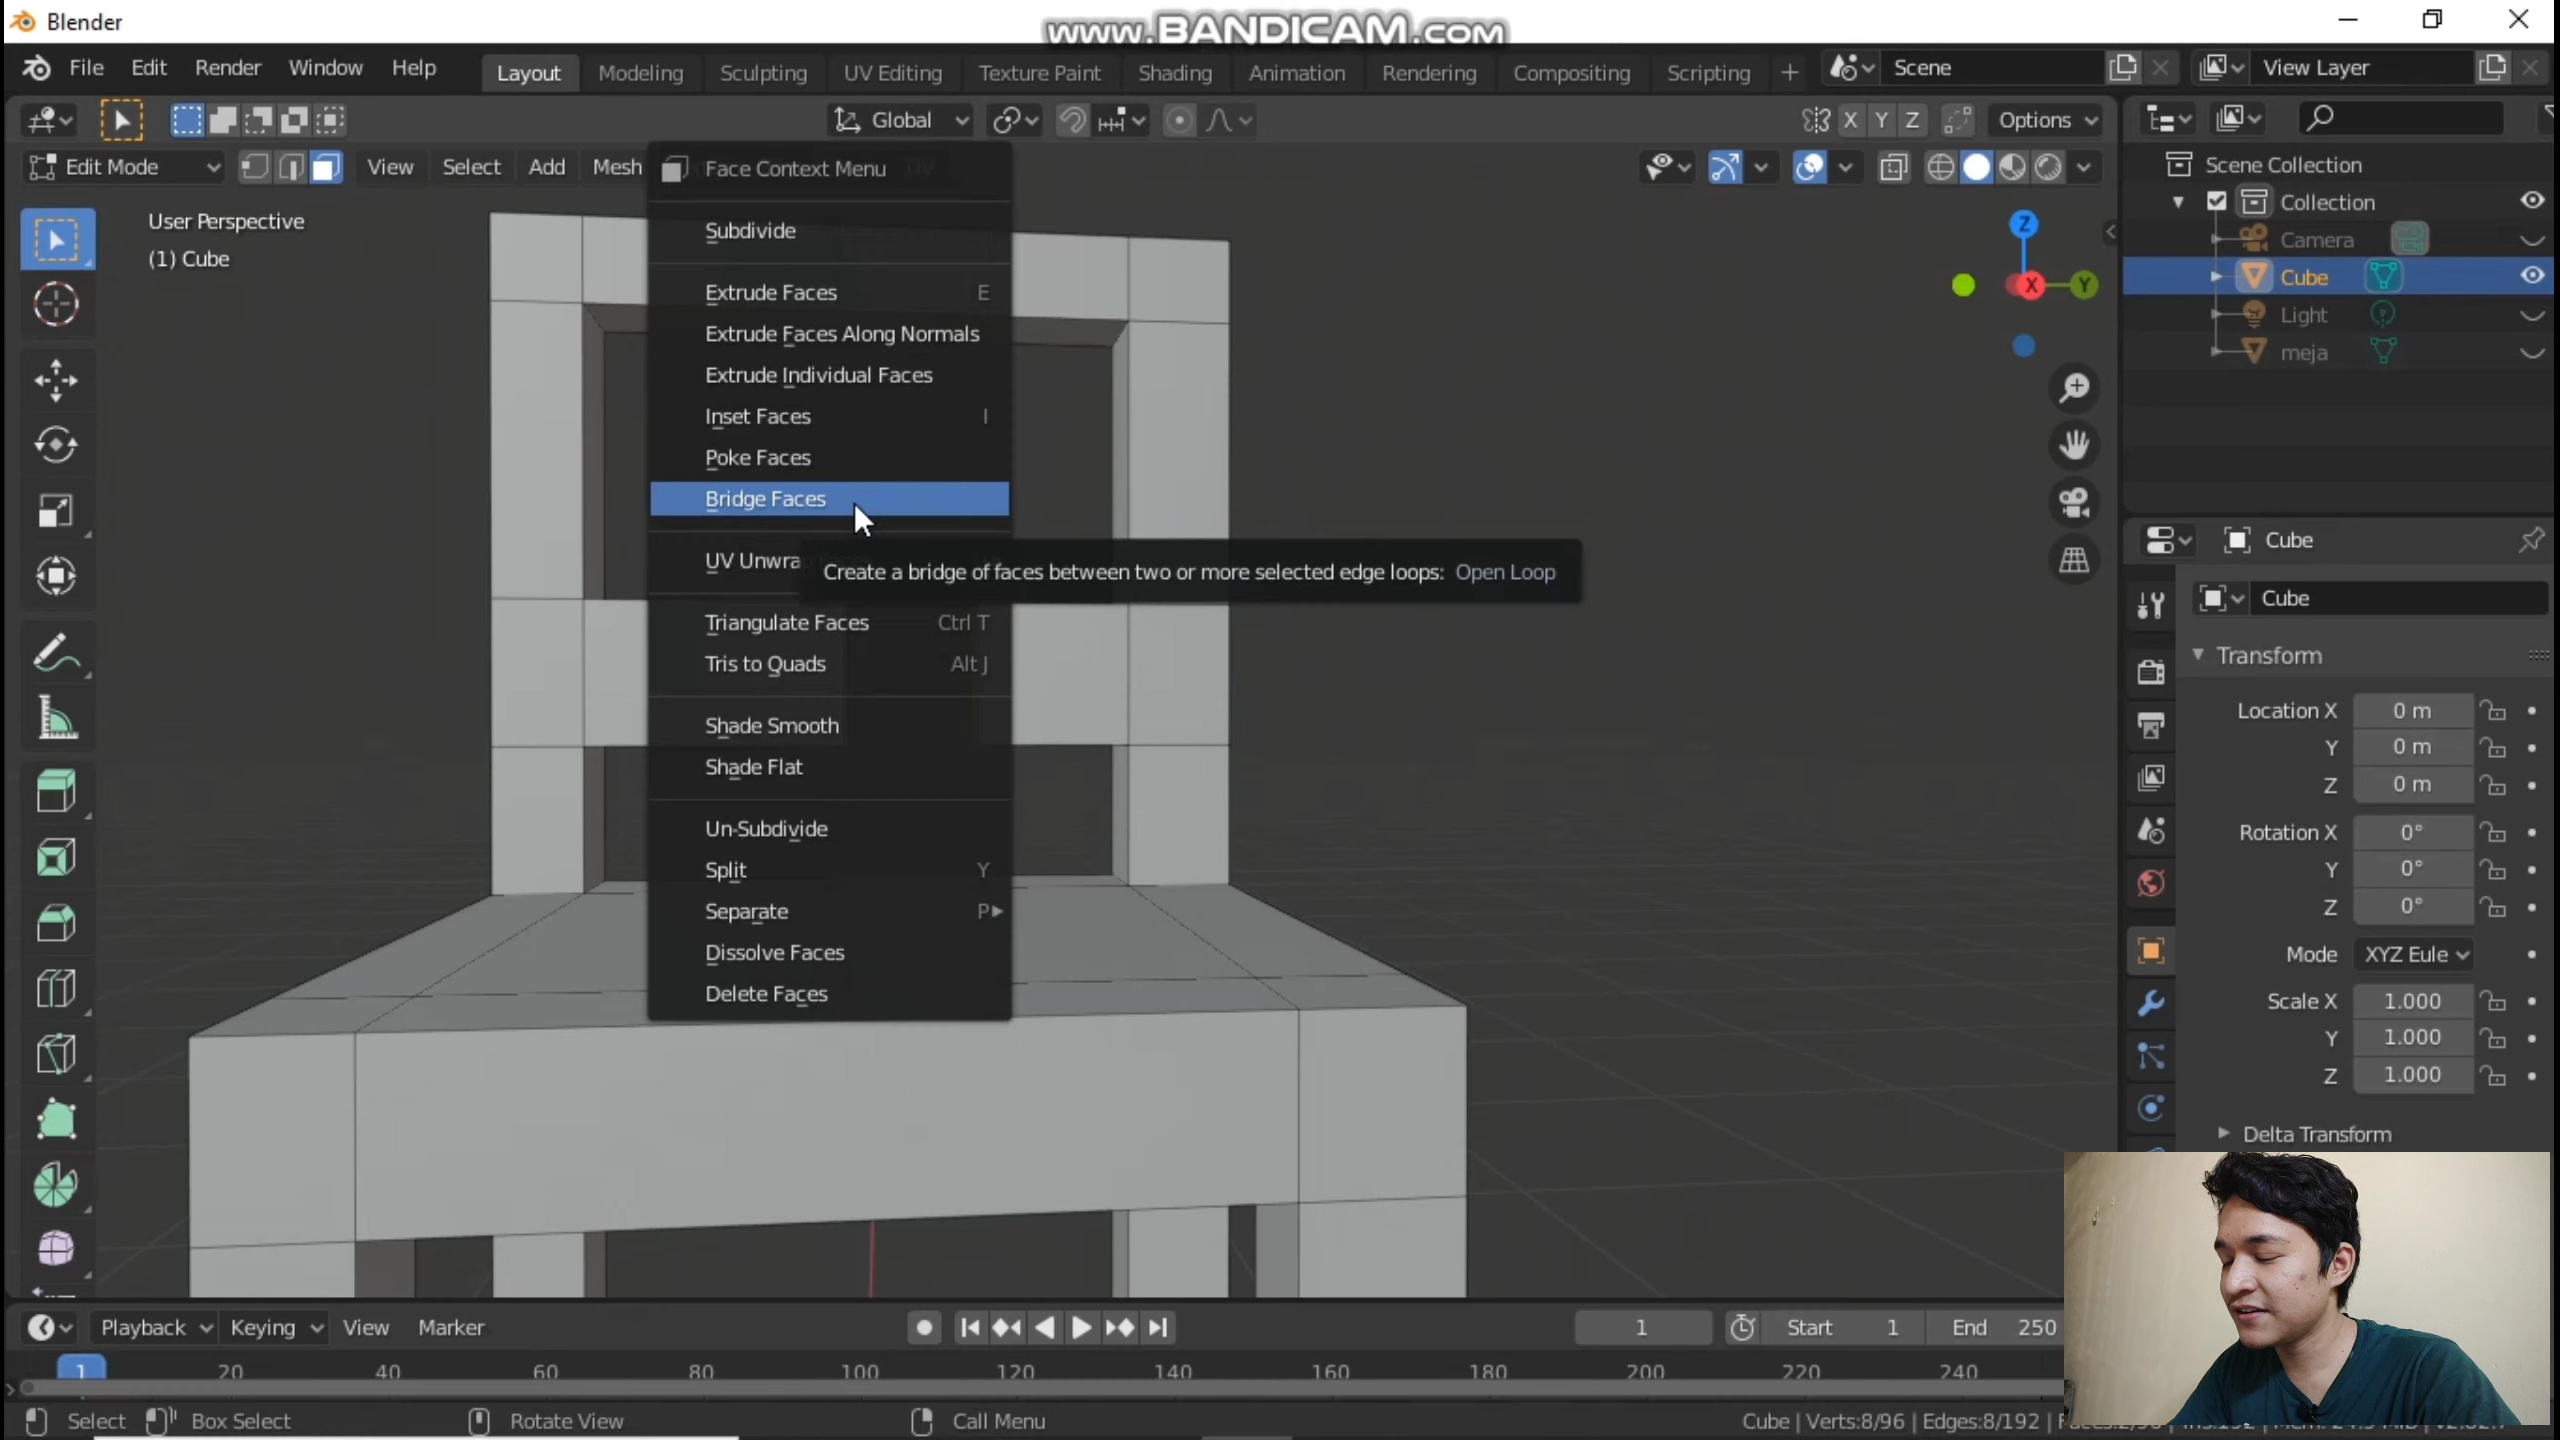 Blender
www.BANDICAM.com
File Edit Render Window Help
Layout Modeling Sculpting UV Editing Texture Paint Shading Animation Rendering Compositing Scripting +
Scene
View Layer
Global
X Y Z
Options
Edit Mode
View Select Add Mesh
Face Context Menu
Subdivide
Extrude Faces E
Extrude Faces Along Normals
Extrude Individual Faces
Inset Faces I
Poke Faces
Bridge Faces
UV Unwra
Create a bridge of faces between two or more selected edge loops: Open Loop
Triangulate Faces Ctrl T
Tris to Quads Alt J
Shade Smooth
Shade Flat
Un-Subdivide
Split Y
Separate P
Dissolve Faces
Delete Faces
User Perspective
(1) Cube
Z
X
Y
Scene Collection
Collection
Camera
Cube
Light
meja
Cube
Cube
Transform
Location X 0 m
Y 0 m
Z 0 m
Rotation X 0°
Y 0°
Z 0°
Mode XYZ Eule
Scale X 1.000
Y 1.000
Z 1.000
Delta Transform
Playback Keying View Marker
1
Start 1
End 250
1 20 40 60 80 100 120 140 160 180 200 220 240
Select Box Select Rotate View Call Menu
Cube | Verts:8/96 | Edges:8/192 |